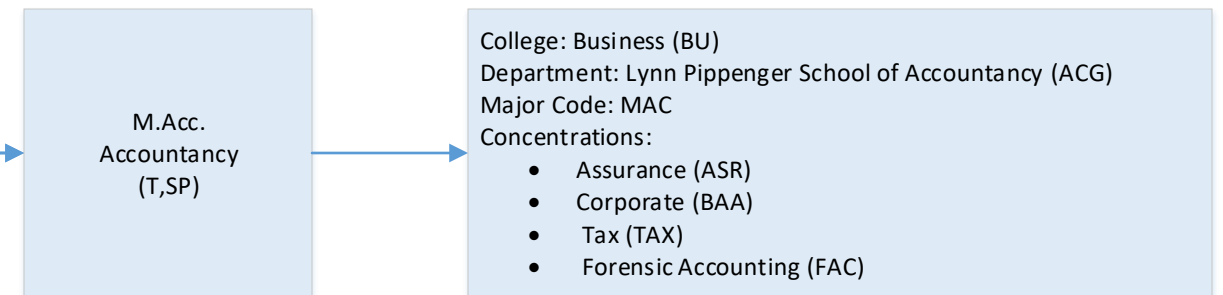 M.Acc.
Accountancy
(T,SP)
College: Business (BU)
Department: Lynn Pippenger School of Accountancy (ACG)
Major Code: MAC
Concentrations:
• Assurance (ASR)
• Corporate (BAA)
• Tax (TAX)
• Forensic Accounting (FAC)